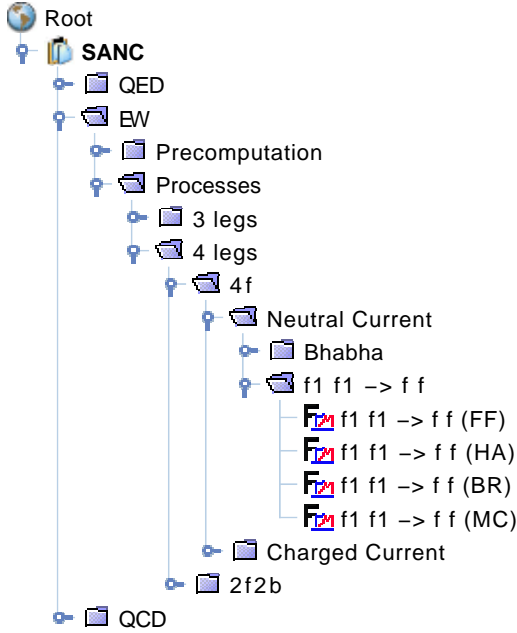 Root
SANC
QED
EW
Precomputation
Processes
3 legs
4 legs
4f
Neutral Current
Bhabha
f1 f1 −> f f
f1 f1 −> f f (FF)
f1 f1 −> f f (HA)
f1 f1 −> f f (BR)
f1 f1 −> f f (MC)
Charged Current
2f2b
QCD